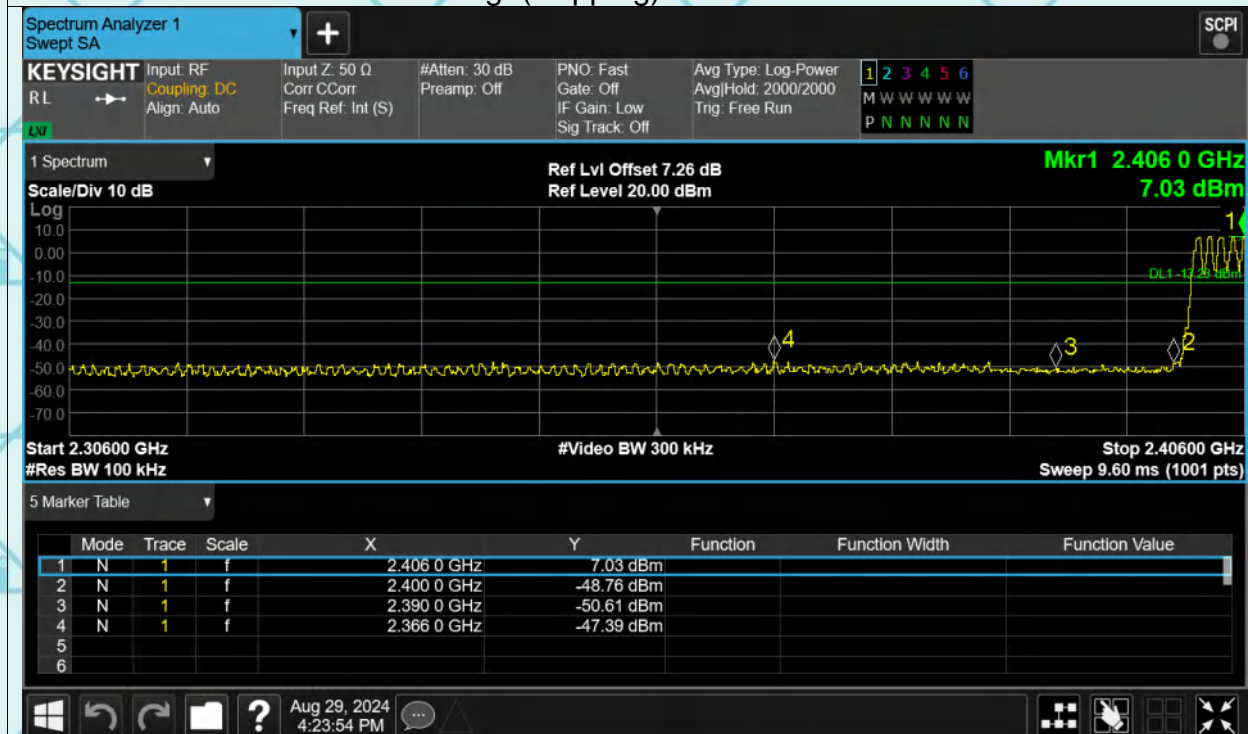 Spectrum Analyzer 1
Swept SA
+
SCPI
KEYSIGHT
RL
LXI
Input: RF
Coupling: DC
Align: Auto
Input Z: 50 Ω
Corr CCorr
Freq Ref: Int (S)
#Atten: 30 dB
Preamp: Off
PNO: Fast
Gate: Off
IF Gain: Low
Sig Track: Off
Avg Type: Log-Power
Avg|Hold: 2000/2000
Trig: Free Run
1 2 3 4 5 6
M W W W W W
P N N N N N
1 Spectrum
Scale/Div 10 dB
Ref Lvl Offset 7.26 dB
Ref Level 20.00 dBm
Mkr1 2.406 0 GHz
7.03 dBm
Log
10.0
0.00
-10.0
-20.0
-30.0
-40.0
-50.0
-60.0
-70.0
1
4
3
2
Start 2.30600 GHz
#Res BW 100 kHz
#Video BW 300 kHz
Stop 2.40600 GHz
Sweep 9.60 ms (1001 pts)
5 Marker Table
Mode Trace Scale X Y Function Function Width Function Value
1 N 1 f 2.406 0 GHz 7.03 dBm
2 N 1 f 2.400 0 GHz -48.76 dBm
3 N 1 f 2.390 0 GHz -50.61 dBm
4 N 1 f 2.366 0 GHz -47.39 dBm
5
6
?
Aug 29, 2024
4:23:54 PM